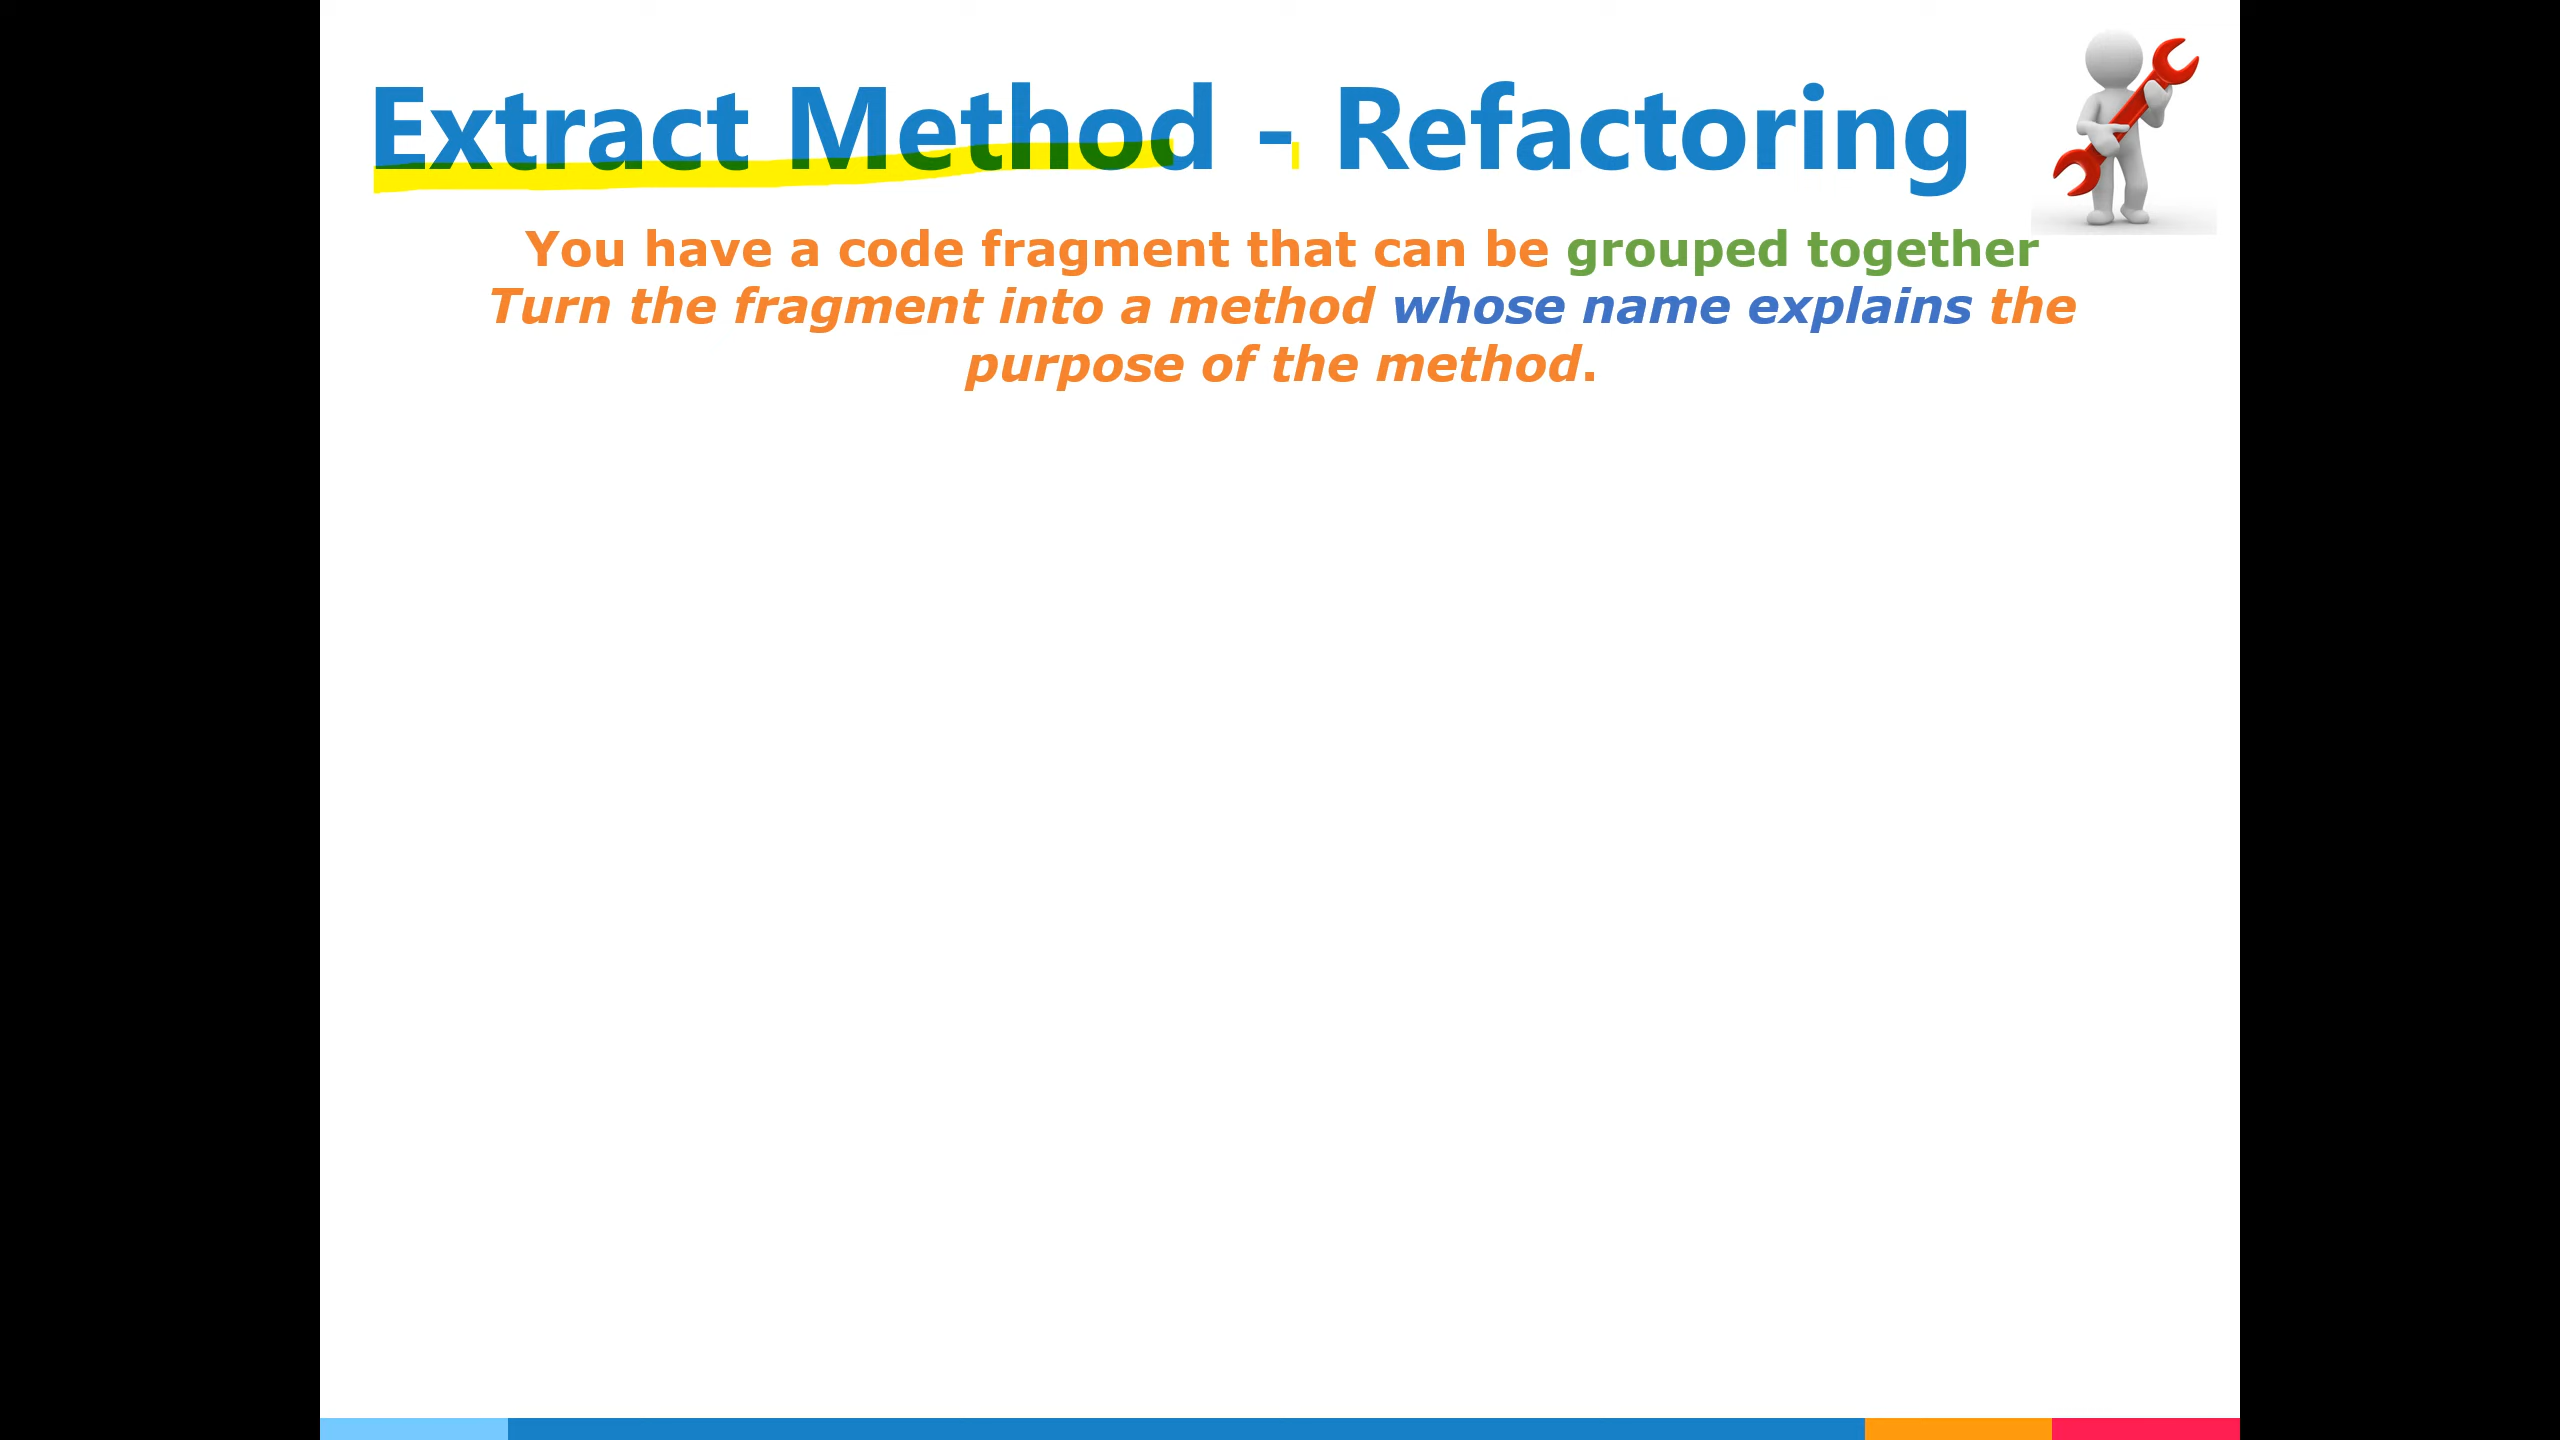 Extract Method - Refactoring
You have a code fragment that can be grouped together
Turn the fragment into a method whose name explains the
purpose of the method.